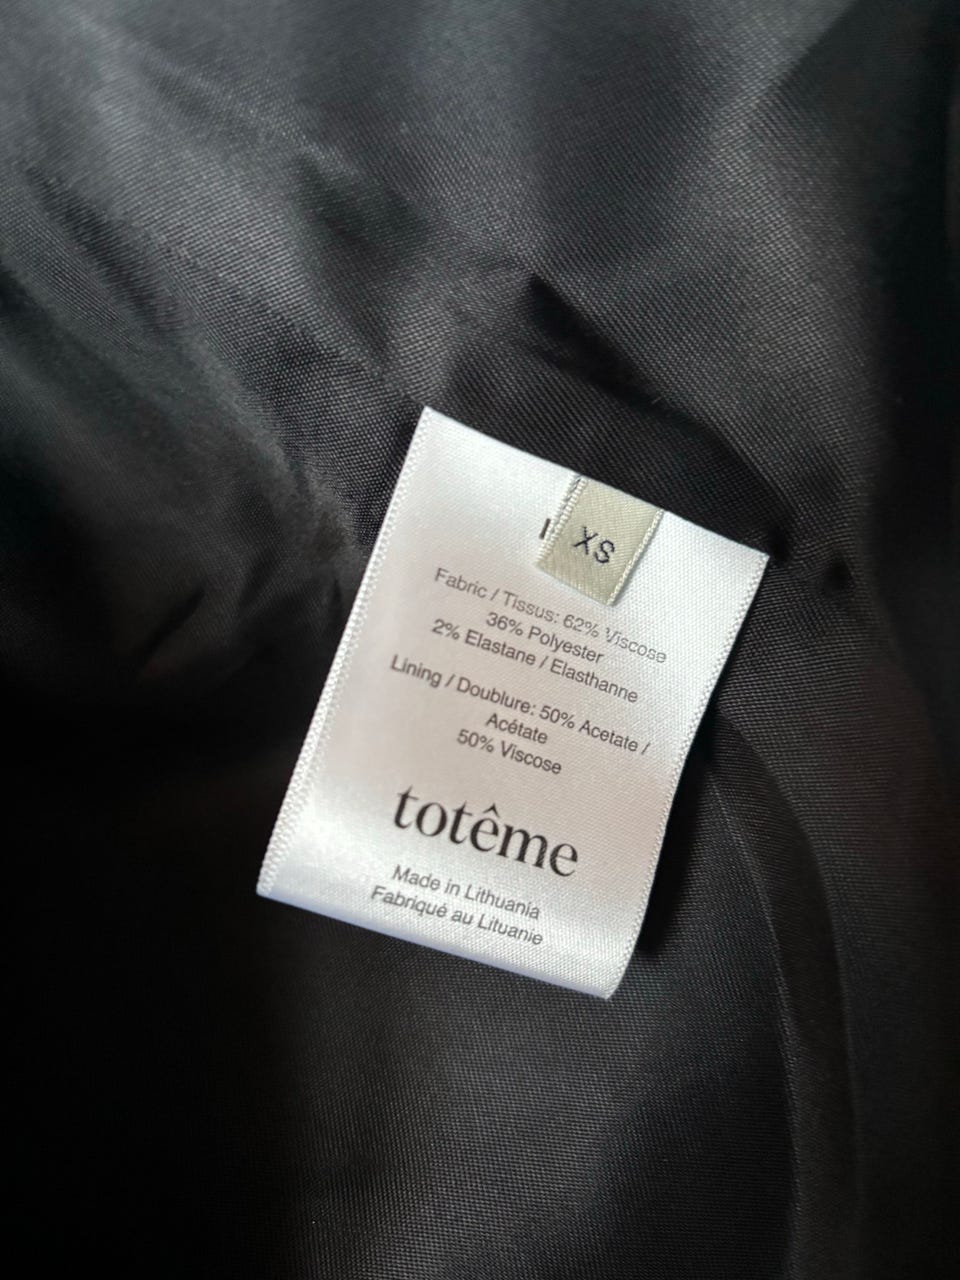 XS
Fabric / Tissus: 62% Viscose
36% Polyester
2% Elastane / Elasthanne
Lining / Doublure: 50% Acetate /
Acétate
50% Viscose
totême
Made in Lithuania
Fabriqué au Lituanie